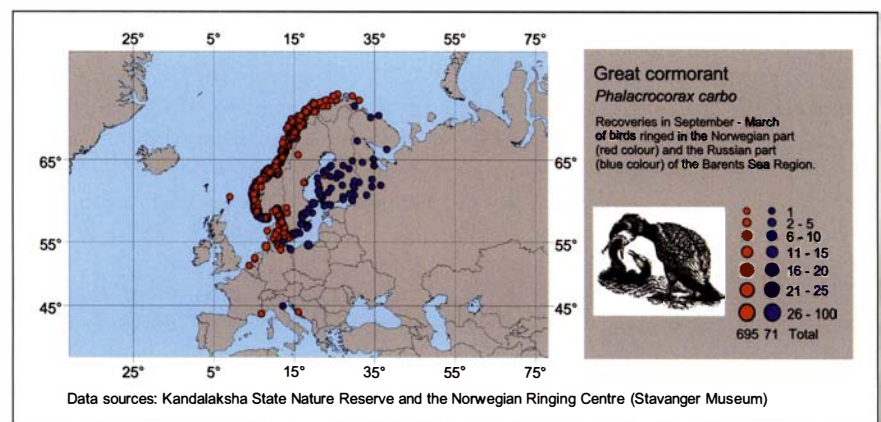 25° 5° 15° 35° 55° 75°
65° 65°
55° 55°
45° 45°
25° 5° 15° 35° 55° 75°
Great cormorant
Phalacrocorax carbo
Recoveries in September - March
of birds ringed in the Norwegian part
(red colour) and the Russian part
(blue colour) of the Barents Sea Region.
1
2 - 5
6 - 10
11 - 15
16 - 20
21 - 25
26 - 100
695 71 Total
Data sources: Kandalaksha State Nature Reserve and the Norwegian Ringing Centre (Stavanger Museum)